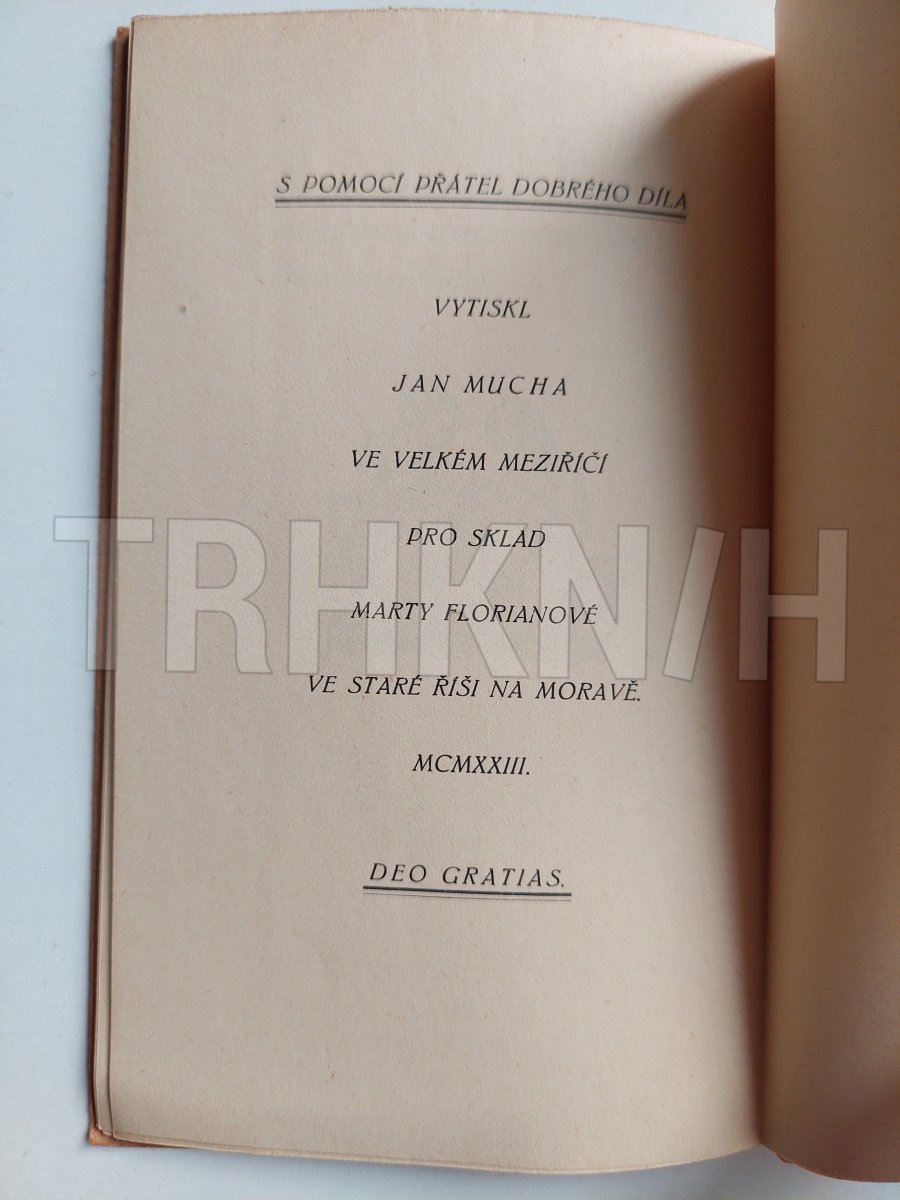 S POMOCÍ PŘÁTEL DOBRÉHO DÍLA
VYTISKL
JAN MUCHA
VE VELKÉM MEZIŘÍČÍ
PRO SKLAD
TRHKN/H
MARTY FLORIANOVÉ
VE STARÉ ŘÍŠI NA MORAVĚ.
MCMXXIII.
DEO GRATIAS.